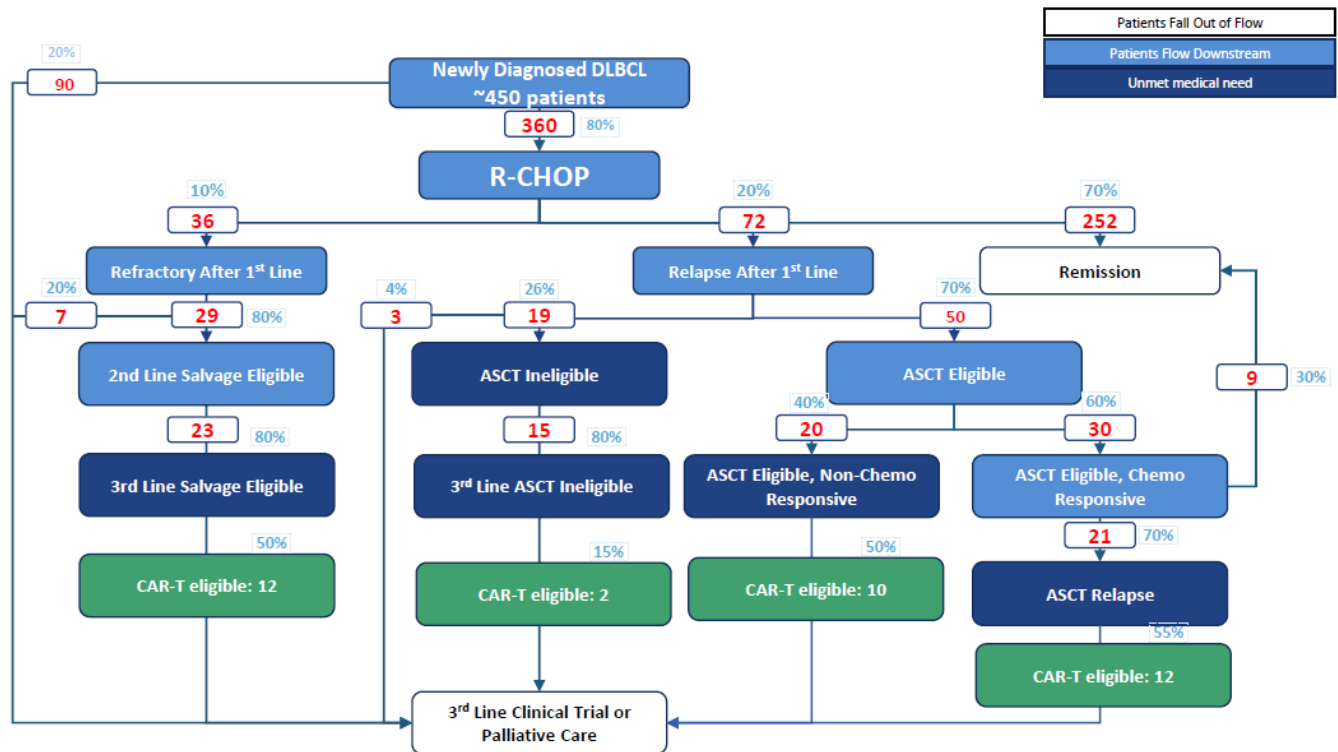 Patients Fall Out of Flow
Patients Flow Downstream
Unmet medical need
20%
90
Newly Diagnosed DLBCL
~450 patients
360
80%
R-CHOP
10%
20%
70%
36
72
252
Refractory After 1st Line
Relapse After 1st Line
Remission
20%
4%
26%
70%
7
29
80%
3
19
50
2nd Line Salvage Eligible
ASCT Ineligible
ASCT Eligible
9
30%
40%
60%
23
80%
15
80%
20
30
3rd Line Salvage Eligible
3rd Line ASCT Ineligible
ASCT Eligible, Non-Chemo
Responsive
ASCT Eligible, Chemo
Responsive
21
70%
50%
15%
50%
CAR-T eligible: 12
CAR-T eligible: 2
CAR-T eligible: 10
ASCT Relapse
55%
CAR-T eligible: 12
3rd Line Clinical Trial or
Palliative Care